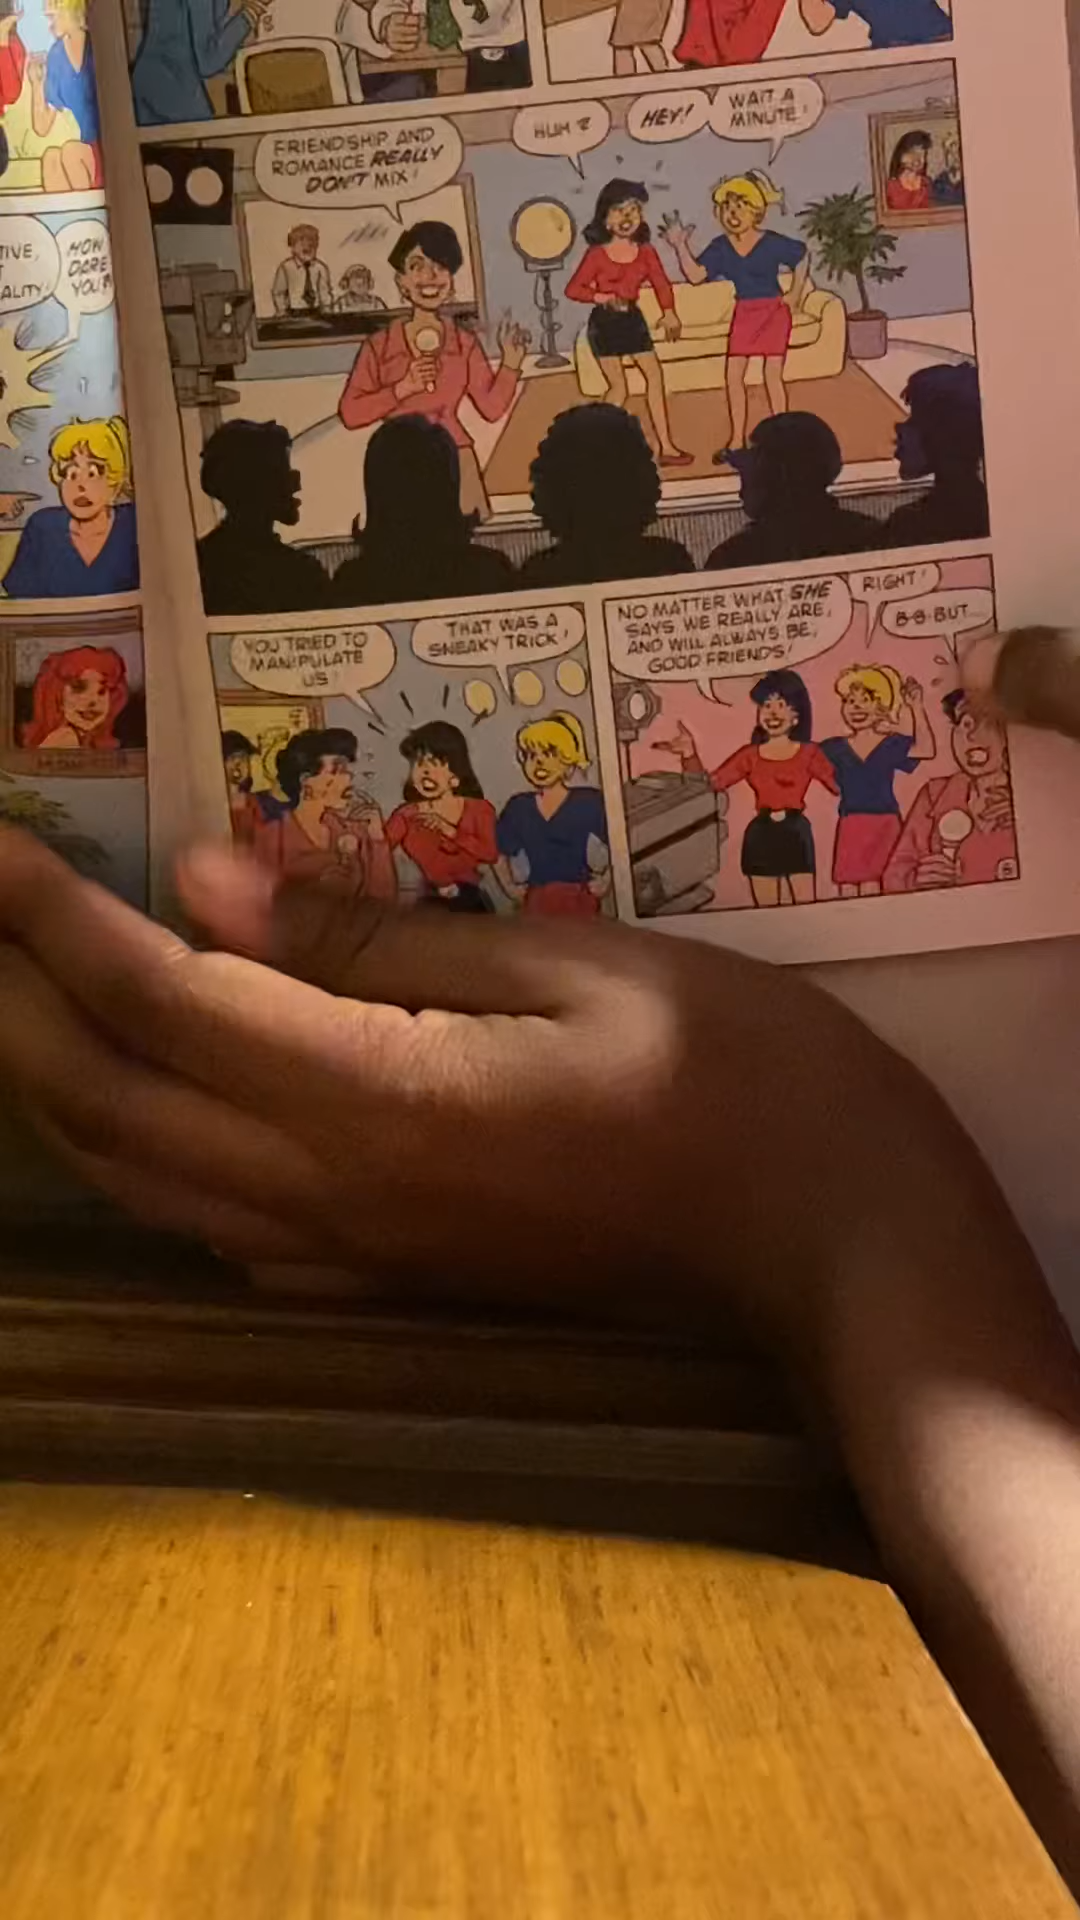 TIVE,
ALITY!
HOW
DARE
YOU?!
FRIENDSHIP AND
ROMANCE REALLY
DON'T MIX!
HUH?
HEY!
WAIT A
MINUTE!
YOU TRIED TO
MANIPULATE
US!
THAT WAS A
SNEAKY TRICK!
NO MATTER WHAT SHE
SAYS, WE REALLY ARE,
AND WILL ALWAYS BE,
GOOD FRIENDS!
RIGHT!
B-B-BUT...